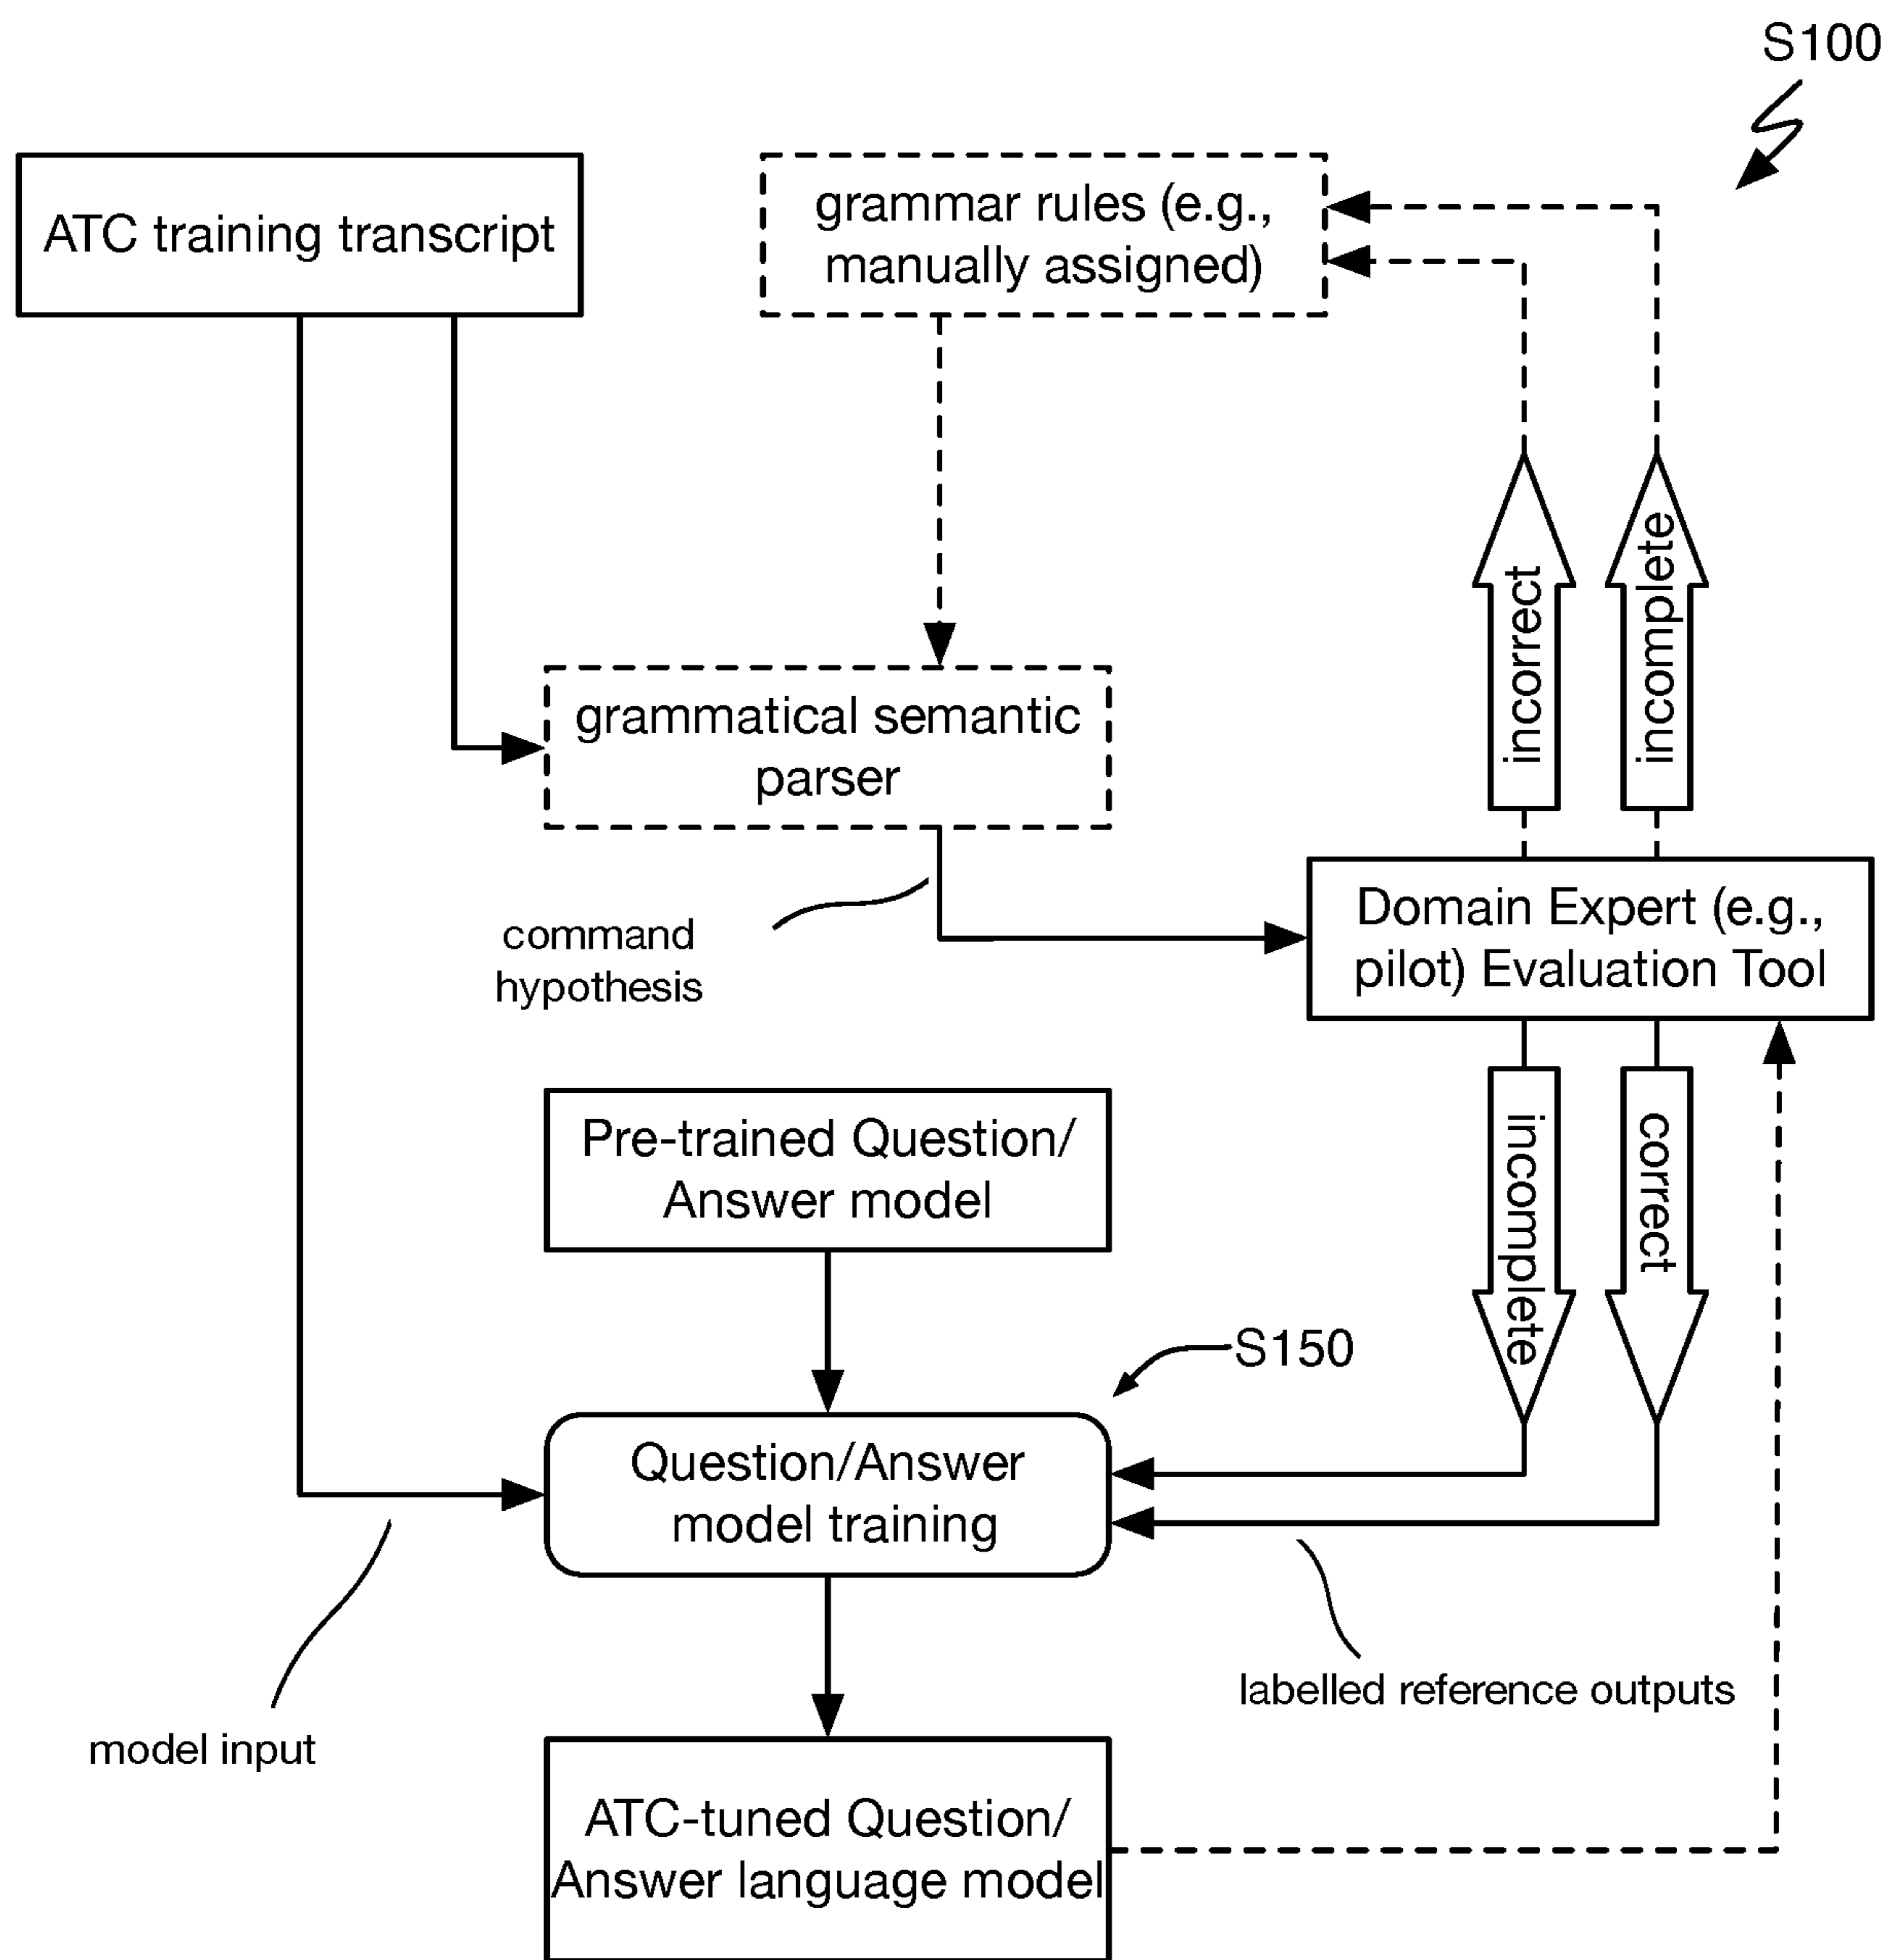 S100
ATC training transcript
grammar rules (e.g.,
manually assigned)
grammatical semantic
parser
incorrect
incomplete
command
hypothesis
Domain Expert (e.g.,
pilot) Evaluation Tool
Pre-trained Question/
Answer model
incomplete
correct
S150
Question/Answer
model training
labelled reference outputs
model input
ATC-tuned Question/
Answer language model